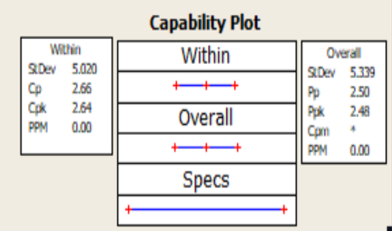 Capability Plot
Within
StDev 5.020
Cp 2.66
Cpk 2.64
PPM 0.00
Within
Overall
Specs
Overall
StDev 5.339
Pp 2.50
Ppk 2.48
Cpm *
PPM 0.00